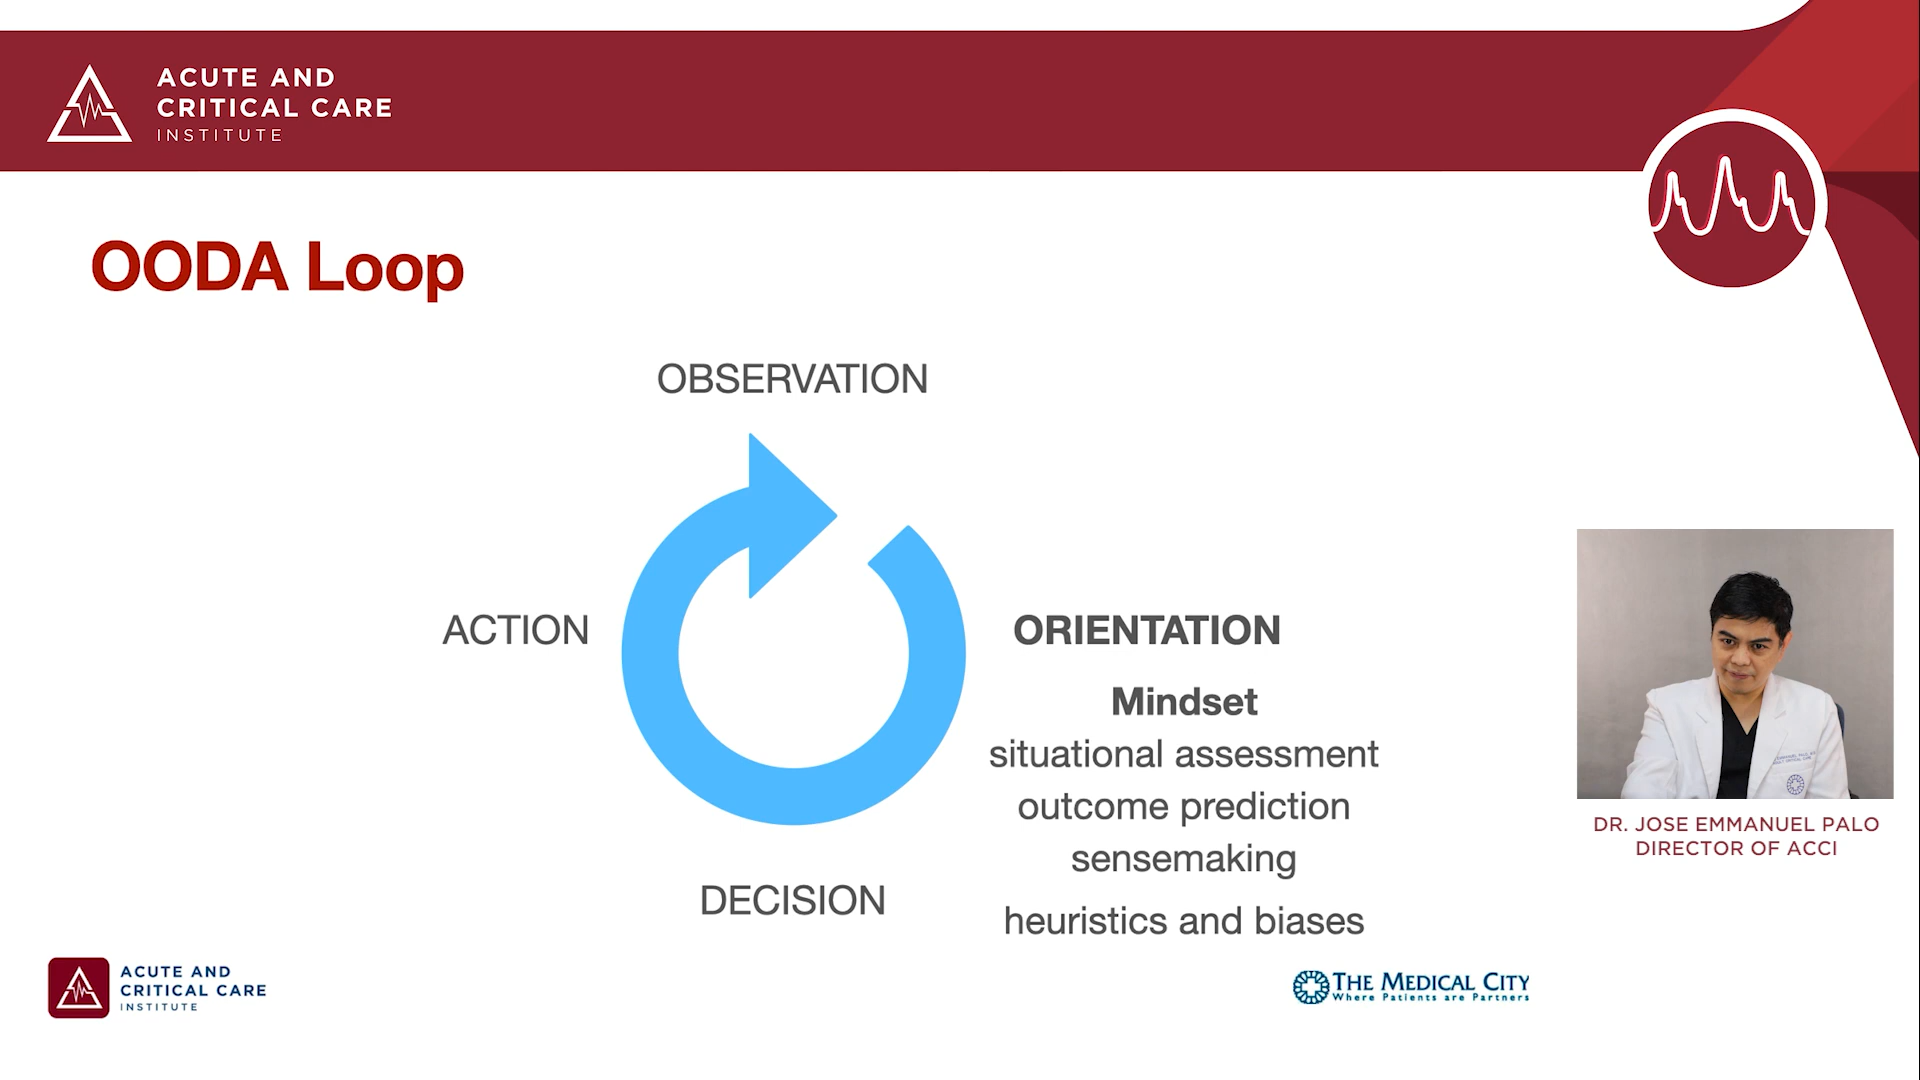 ACUTE AND
CRITICAL CARE
INSTITUTE
OODA Loop
OBSERVATION
ACTION
ORIENTATION
Mindset
situational assessment
outcome prediction
sensemaking
heuristics and biases
DECISION
DR. JOSE EMMANUEL PALO
DIRECTOR OF ACCI
ACUTE AND
CRITICAL CARE
INSTITUTE
THE MEDICAL CITY
Where Patients are Partners